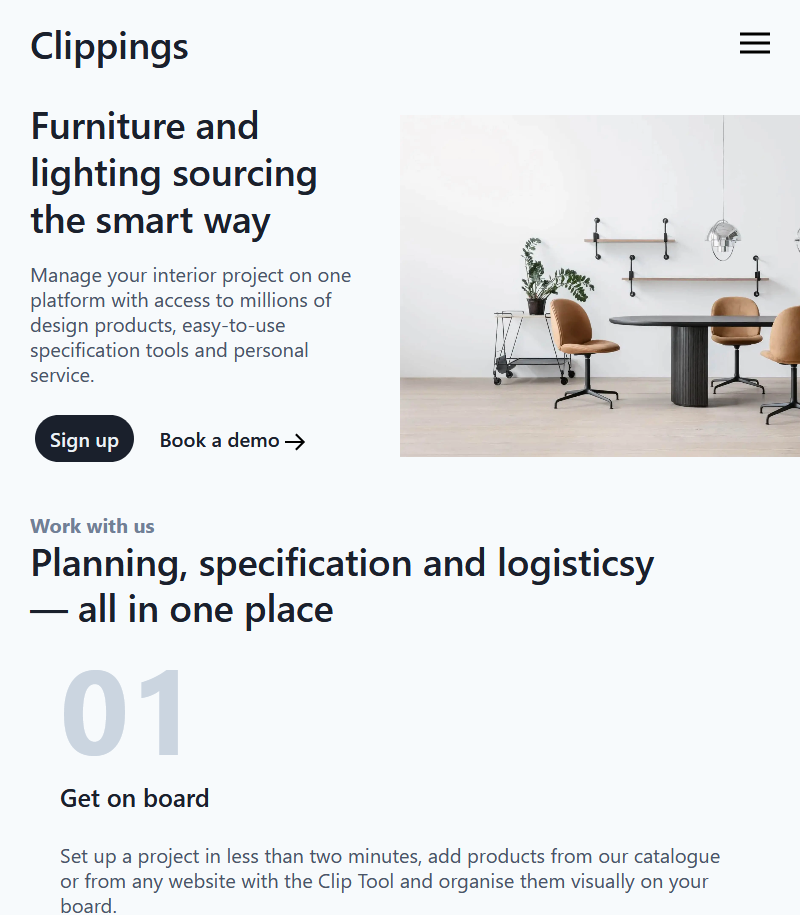 Clippings
Furniture and
lighting sourcing
the smart way
Manage your interior project on one
platform with access to millions of
design products, easy-to-use
specification tools and personal
service.
Sign up
Book a demo
Work with us
Planning, specification and logisticsy
— all in one place
01
Get on board
Set up a project in less than two minutes, add products from our catalogue
or from any website with the Clip Tool and organise them visually on your
board.